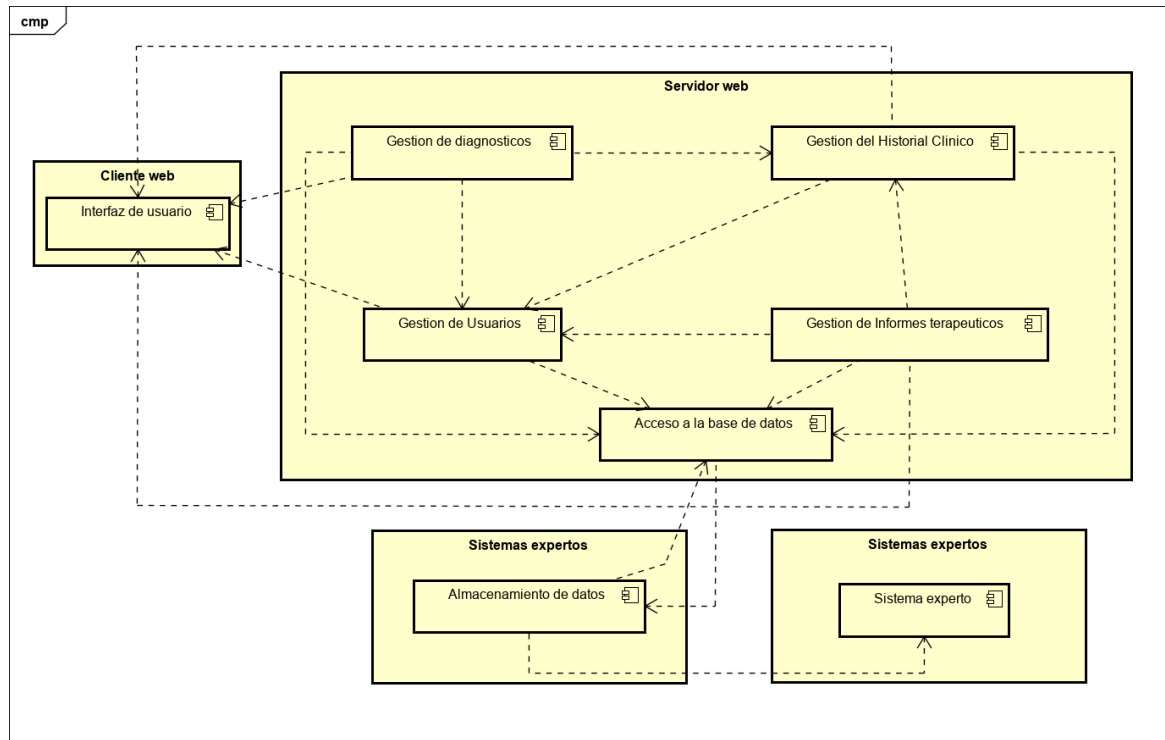 cmp
Servidor web
Gestion de diagnosticos
Gestion del Historial Clinico
Cliente web
Interfaz de usuario
Gestion de Usuarios
Gestion de Informes terapeuticos
Acceso a la base de datos
Sistemas expertos
Sistemas expertos
Almacenamiento de datos
Sistema experto